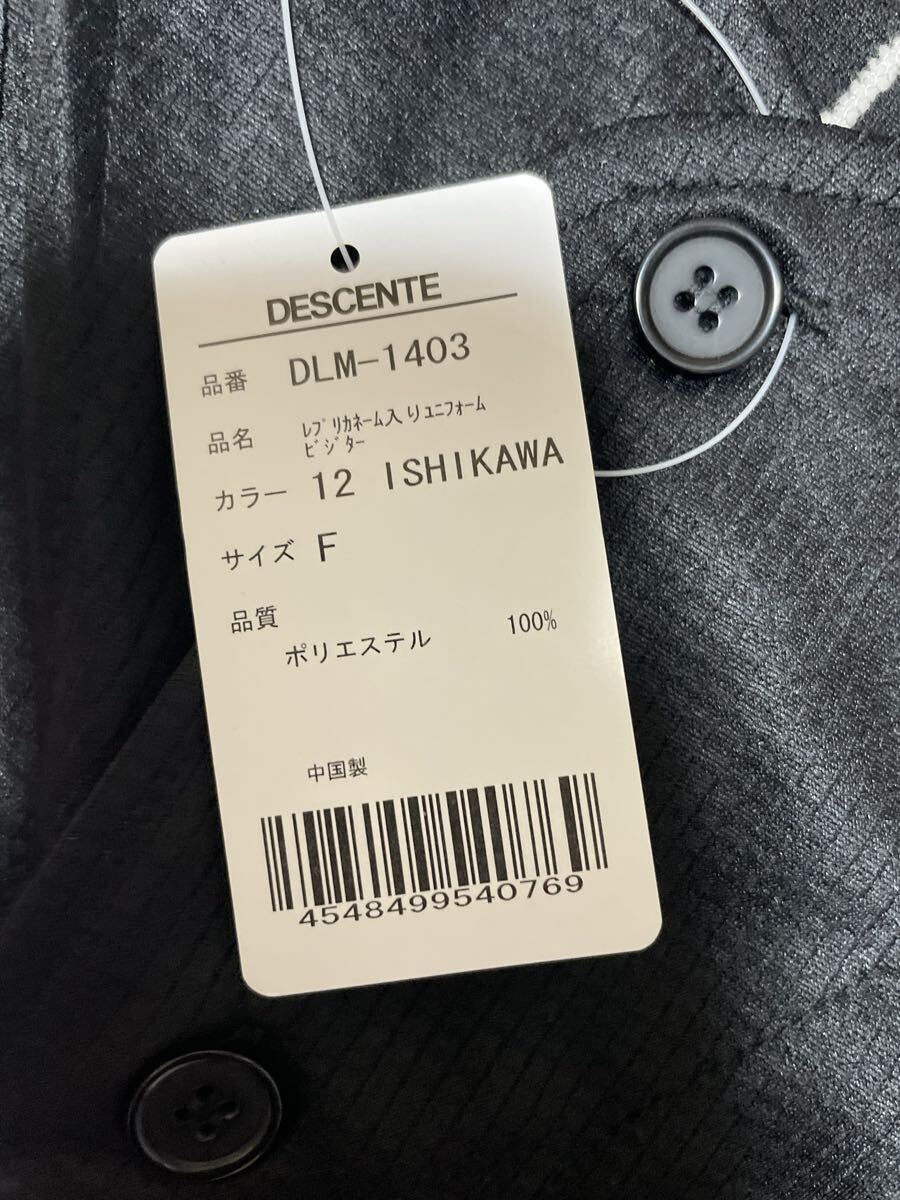 DESCENTE
品番 DLM-1403
品名 ﾚﾌﾟﾘｶﾈｰﾑ入りﾕﾆﾌｫｰﾑ
ﾋﾞｼﾞﾀｰ
カラー 12 ISHIKAWA
サイズ F
品質
ポリエステル 100%
中国製
4548499540769